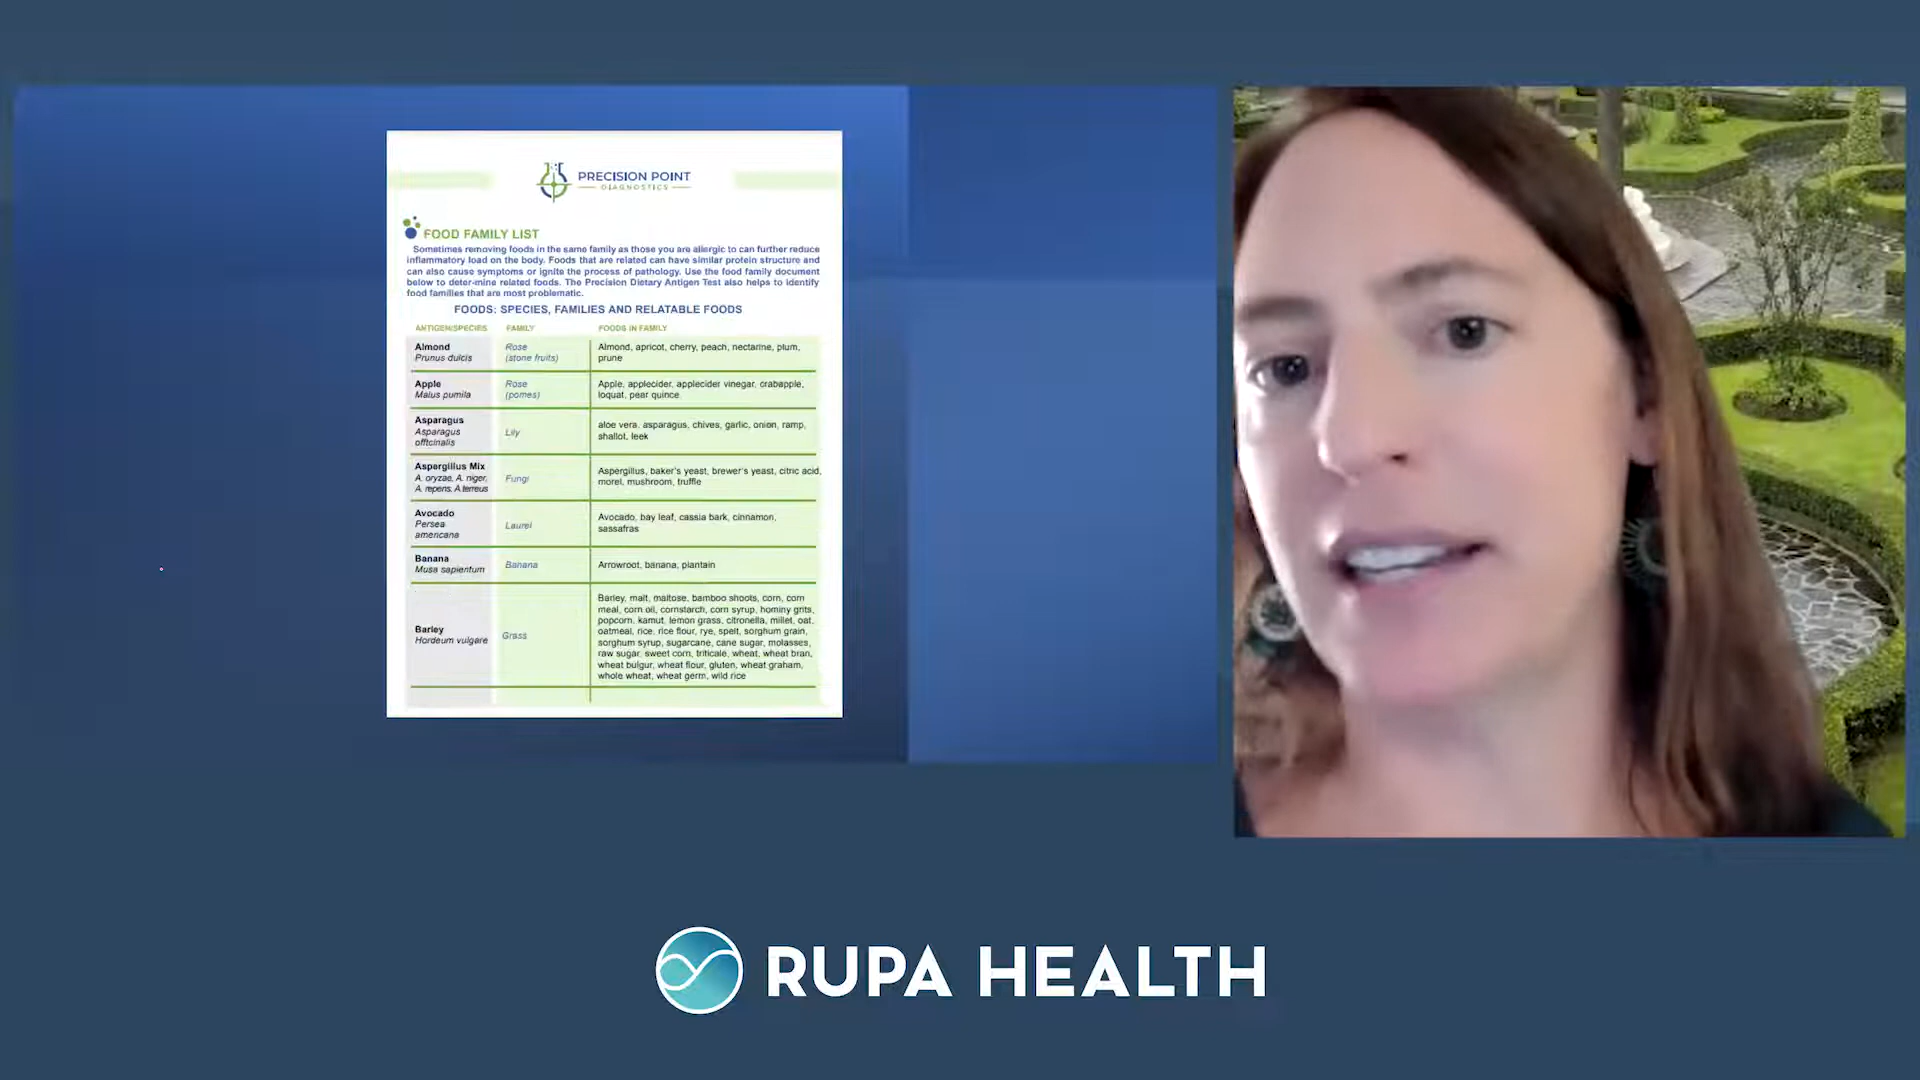 PRECISION POINT
DIAGNOSTICS
FOOD FAMILY LIST
Sometimes removing foods in the same family as those you are allergic to can further reduce
inflammatory load on the body. Foods that are related can have similar protein structure and
can also cause symptoms or ignite the process of pathology. Use the food family document
below to deter-mine related foods. The Precision Dietary Antigen Test also helps to identify
food families that are most problematic.
FOODS: SPECIES, FAMILIES AND RELATABLE FOODS
ANTIGEN/SPECIES FAMILY FOODS IN FAMILY
Almond
Prunus dulcis
Rose
(stone fruits)
Almond, apricot, cherry, peach, nectarine, plum,
prune
Apple
Malus pumila
Rose
(pomes)
Apple, applecider, applecider vinegar, crabapple,
loquat, pear quince
Asparagus
Asparagus
offtcinalis
Lily
aloe vera, asparagus, chives, garlic, onion, ramp,
shallot, leek
Aspergillus Mix
A. oryzae, A. niger,
A. repens, A.terreus
Fungi
Aspergillus, baker's yeast, brewer's yeast, citric acid,
morel, mushroom, truffle
Avocado
Persea
americana
Laurel
Avocado, bay leaf, cassia bark, cinnamon,
sassafras
Banana
Musa sapientum
Banana
Arrowroot, banana, plantain
Barley
Hordeum vulgare
Grass
Barley, malt, maltose, bamboo shoots, corn, corn
meal, corn oil, cornstarch, corn syrup, hominy grits,
popcorn, kamut, lemon grass, citronella, millet, oat,
oatmeal, rice, rice flour, rye, spelt, sorghum grain,
sorghum syrup, sugarcane, cane sugar, molasses,
raw sugar, sweet corn, triticale, wheat, wheat bran,
wheat bulgur, wheat flour, gluten, wheat graham,
whole wheat, wheat germ, wild rice
RUPA HEALTH